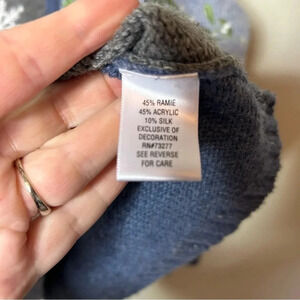 45% RAMIE
45% ACRYLIC
10% SILK
EXCLUSIVE OF
DECORATION
RN#73277
SEE REVERSE
FOR CARE